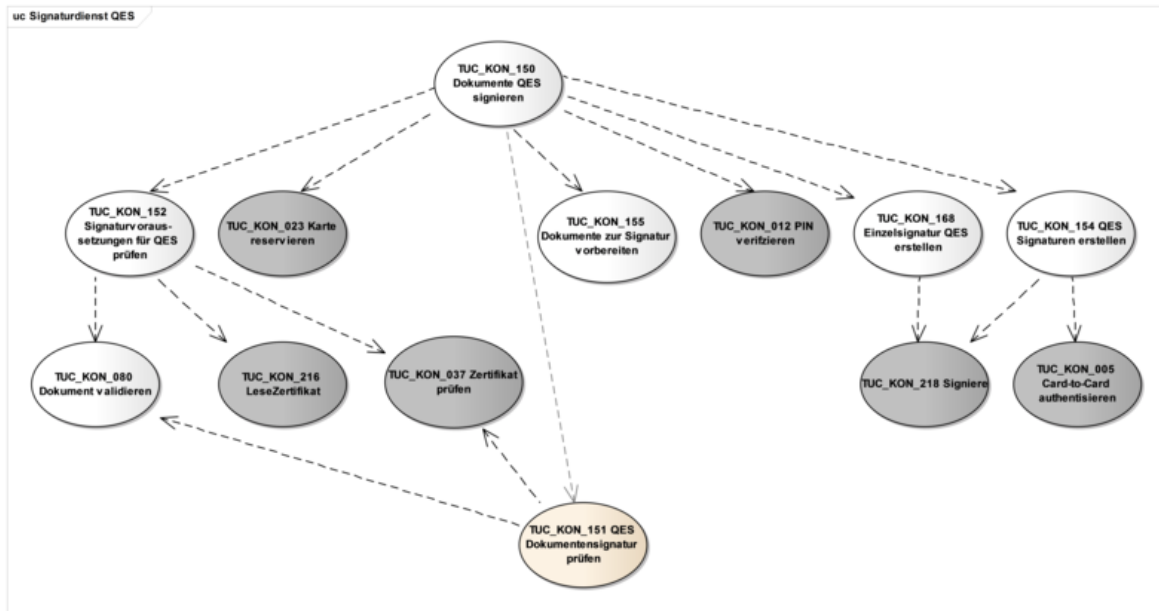 uc Signaturdienst QES
TUC_KON_150
Dokumente QES
signieren
TUC_KON_152
Signaturvoraus-
setzungen für QES
prüfen
TUC_KON_023 Karte
reservieren
TUC_KON_155
Dokumente zur Signatur
vorbereiten
TUC_KON_012 PIN
verifzieren
TUC_KON_168
Einzelsignatur QES
erstellen
TUC_KON_154 QES
Signaturen erstellen
TUC_KON_080
Dokument validieren
TUC_KON_216
LeseZertifikat
TUC_KON_037 Zertifikat
prüfen
TUC_KON_218 Signiere
TUC_KON_005
Card-to-Card
authentisieren
TUC_KON_151 QES
Dokumentensignatur
prüfen